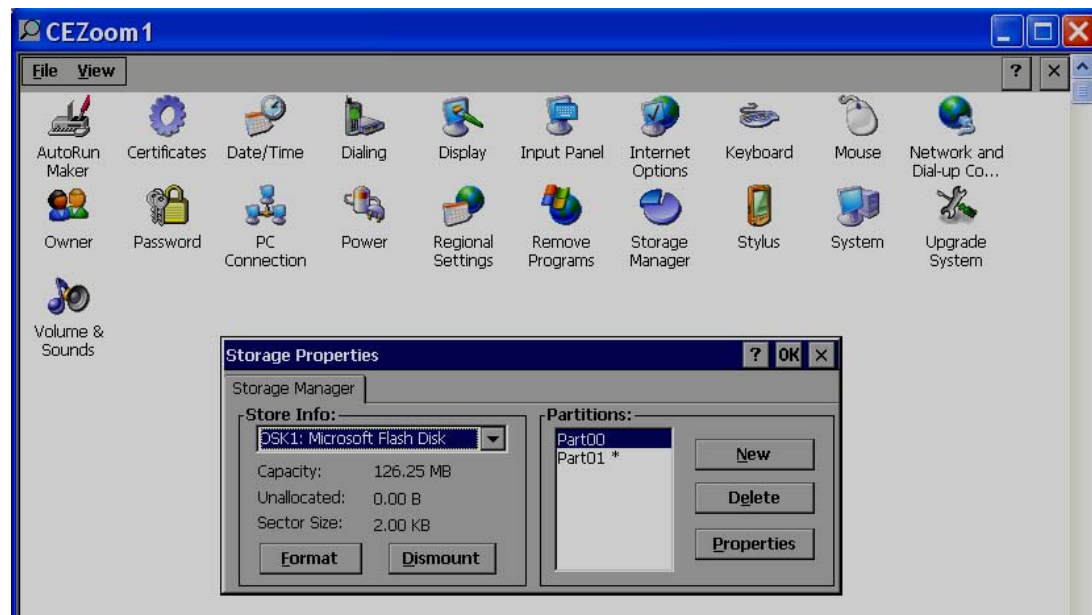 CEZoom1
File View ? ×
AutoRun Maker
Certificates
Date/Time
Dialing
Display
Input Panel
Internet Options
Keyboard
Mouse
Network and Dial-up Co...
Owner
Password
PC Connection
Power
Regional Settings
Remove Programs
Storage Manager
Stylus
System
Upgrade System
Volume & Sounds
Storage Properties ? OK ×
Storage Manager
Store Info:
DSK1: Microsoft Flash Disk
Capacity: 126.25 MB
Unallocated: 0.00 B
Sector Size: 2.00 KB
Format Dismount
Partitions:
Part00
Part01 *
New
Delete
Properties